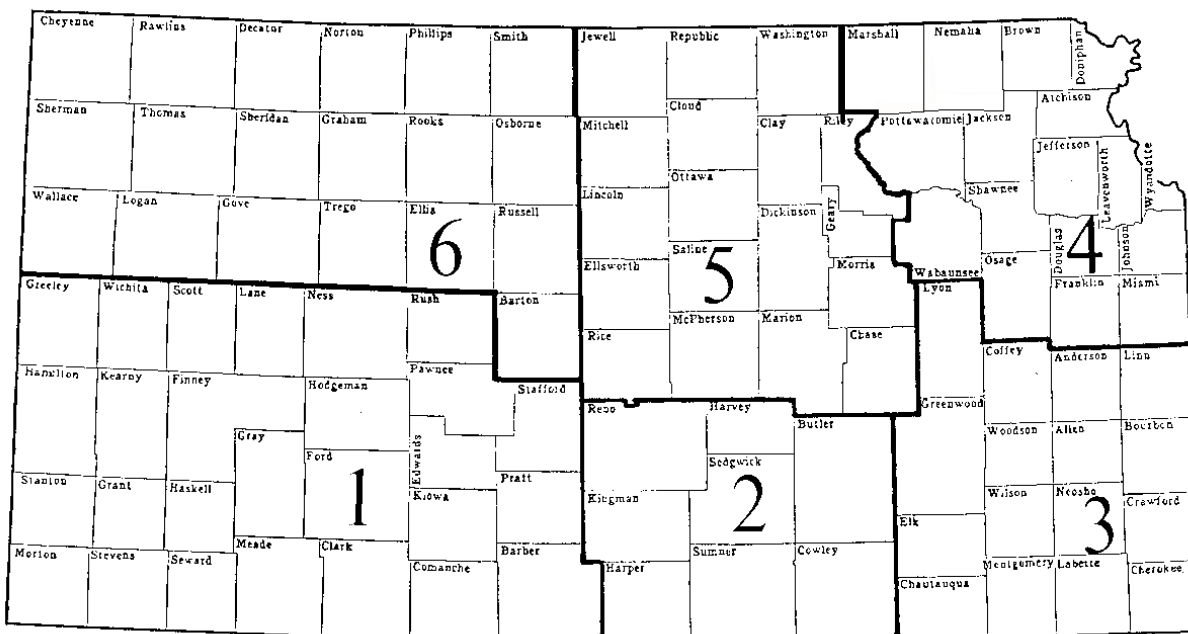 Cheyenne
Rawlins
Decator
Norton
Phillips
Smith
Jewell
Republic
Washington
Marshall
Nemaha
Brown
Doniphan
Sherman
Thomas
Sheridan
Graham
Rooks
Osborne
Mitchell
Cloud
Clay
Riley
Pottawatomie
Jackson
Atchison
Jefferson
Leavenworth
Wyandotte
Wallace
Logan
Gove
Trego
Ellis
Russell
Lincoln
Ottawa
Dickinson
Geary
Shawnee
6
Ellsworth
Saline
5
Morris
Wabaunsee
Osage
Douglas
4
Johnson
Greeley
Wichita
Scott
Lane
Ness
Rush
Barton
Rice
McPherson
Marion
Chase
Lyon
Franklin
Miami
Hamilton
Kearny
Finney
Hodgeman
Pawnee
Stafford
Reno
Harvey
Butler
Greenwood
Coffey
Anderson
Linn
Gray
Ford
Edwards
Pratt
Sedgwick
Woodson
Allen
Bourbon
Stanton
Grant
Haskell
1
Kiowa
Kingman
2
Elk
Wilson
Neosho
Crawford
3
Morton
Stevens
Seward
Meade
Clark
Comanche
Barber
Harper
Sumner
Cowley
Chautauqua
Montgomery
Labette
Cherokee